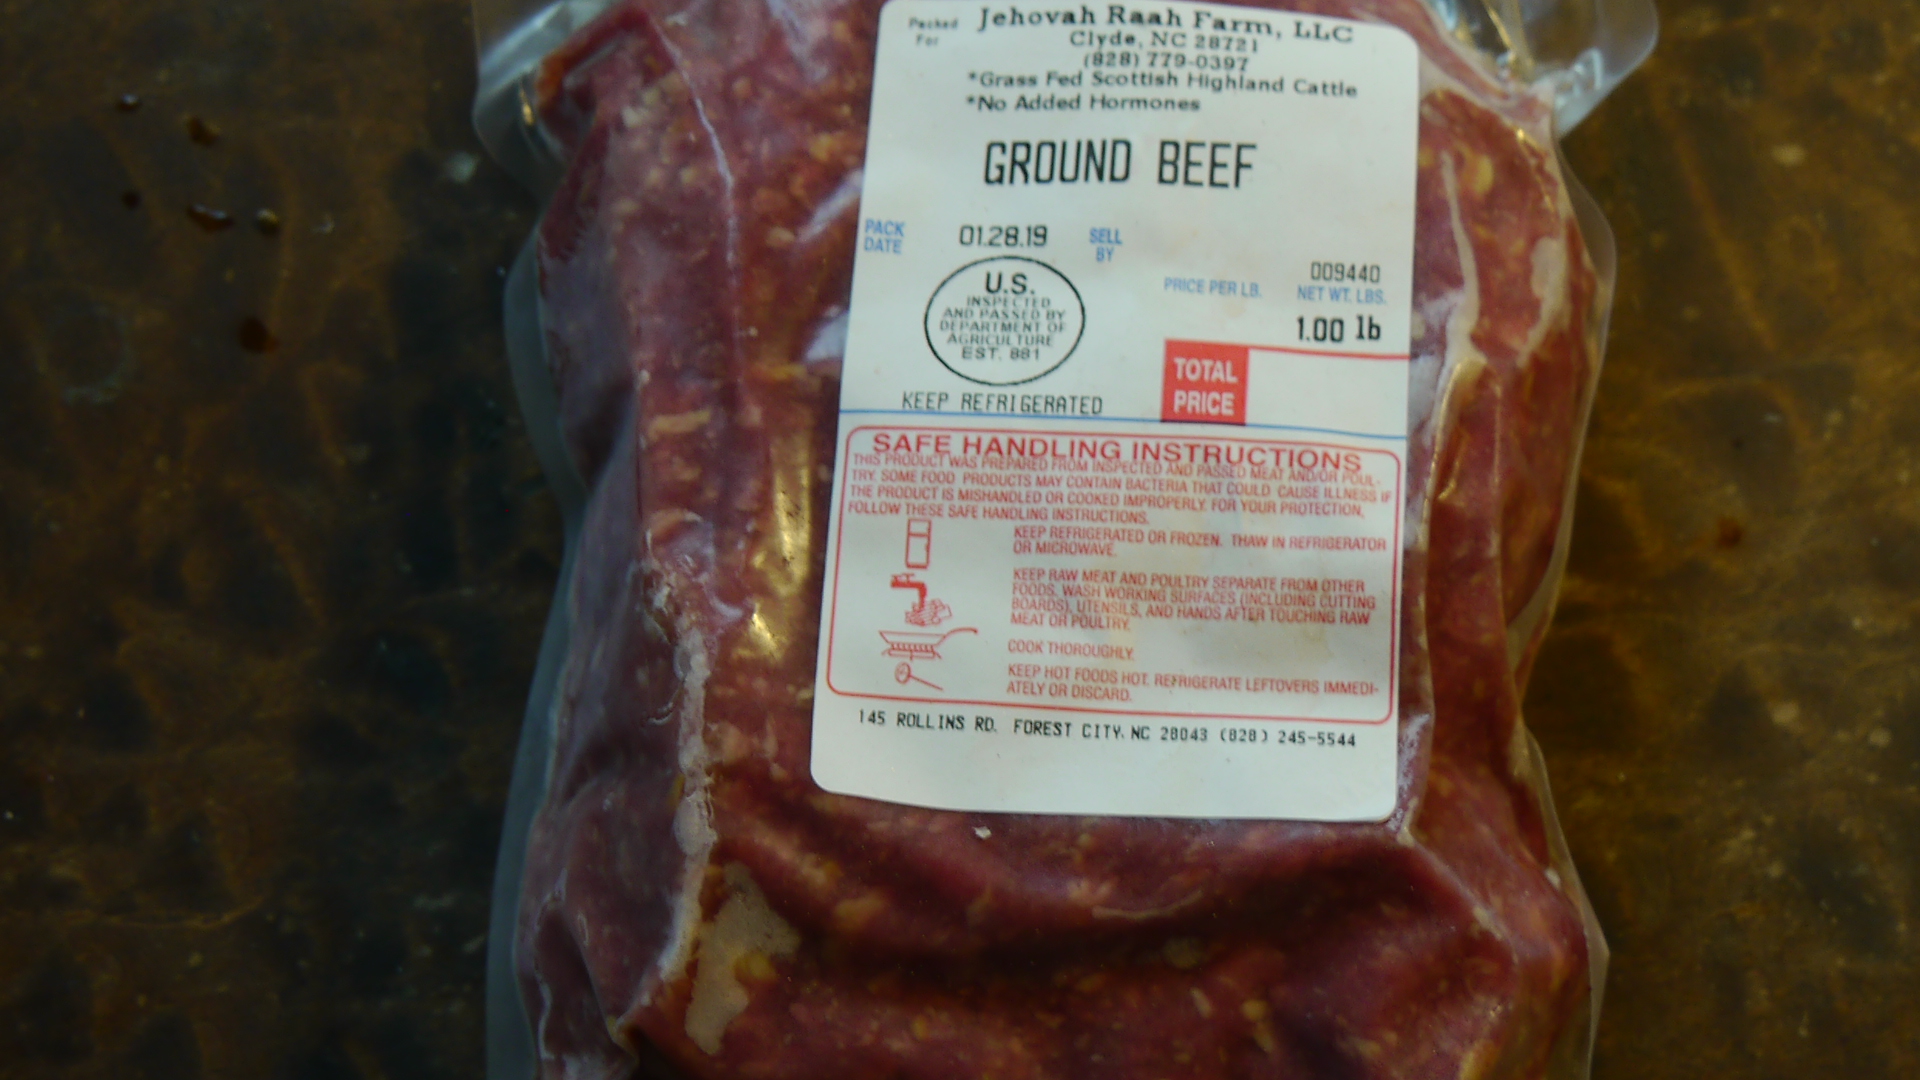 Packed For
Jehovah Raah Farm, LLC
Clyde, NC 28721
(828) 779-0397
*Grass Fed Scottish Highland Cattle
*No Added Hormones
GROUND BEEF
PACK DATE
01.28.19
SELL BY
009440
PRICE PER LB.
NET WT. LBS.
1.00 lb
U.S.
INSPECTED
AND PASSED BY
DEPARTMENT OF
AGRICULTURE
EST. 881
TOTAL
PRICE
KEEP REFRIGERATED
SAFE HANDLING INSTRUCTIONS
THIS PRODUCT WAS PREPARED FROM INSPECTED AND PASSED MEAT AND/OR POUL-
TRY. SOME FOOD PRODUCTS MAY CONTAIN BACTERIA THAT COULD CAUSE ILLNESS IF
THE PRODUCT IS MISHANDLED OR COOKED IMPROPERLY. FOR YOUR PROTECTION,
FOLLOW THESE SAFE HANDLING INSTRUCTIONS.
KEEP REFRIGERATED OR FROZEN. THAW IN REFRIGERATOR
OR MICROWAVE.
KEEP RAW MEAT AND POULTRY SEPARATE FROM OTHER
FOODS. WASH WORKING SURFACES (INCLUDING CUTTING
BOARDS), UTENSILS, AND HANDS AFTER TOUCHING RAW
MEAT OR POULTRY.
COOK THOROUGHLY.
KEEP HOT FOODS HOT. REFRIGERATE LEFTOVERS IMMEDI-
ATELY OR DISCARD.
145 ROLLINS RD. FOREST CITY, NC 28043 (828) 245-5544